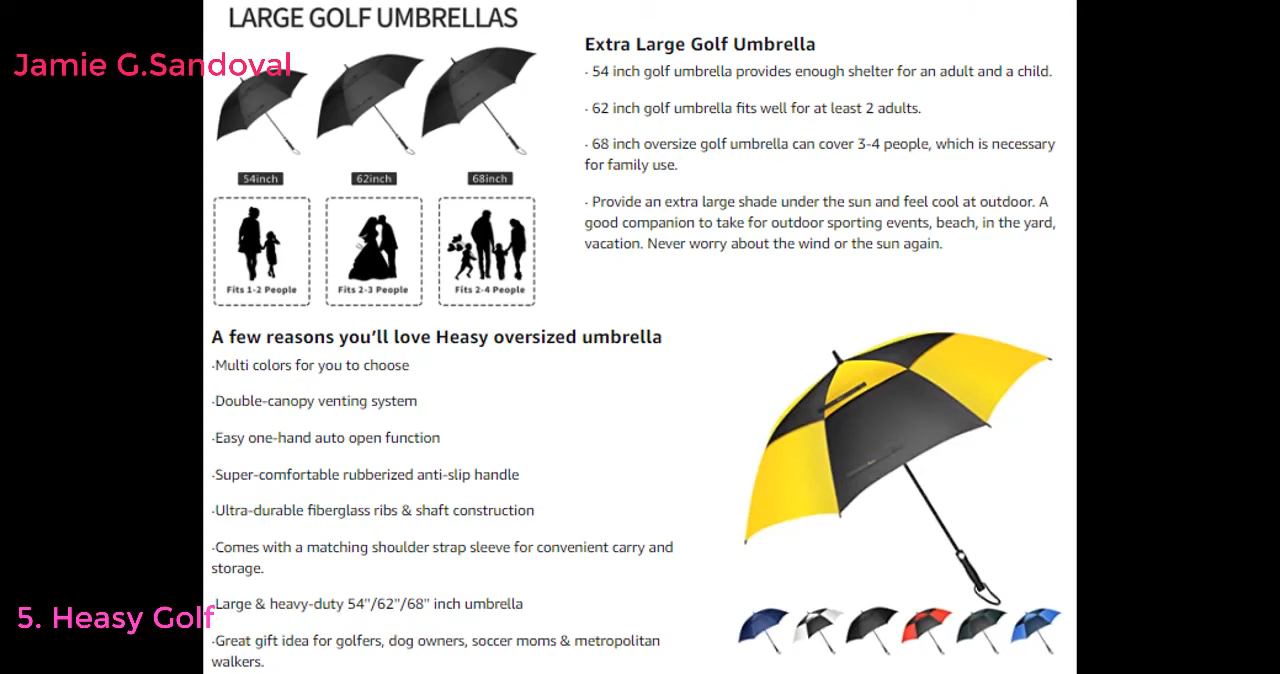 LARGE GOLF UMBRELLAS
Jamie G.Sandoval
54inch
62inch
68inch
Fits 1-2 People
Fits 2-3 People
Fits 2-4 People
Extra Large Golf Umbrella
· 54 inch golf umbrella provides enough shelter for an adult and a child.
· 62 inch golf umbrella fits well for at least 2 adults.
· 68 inch oversize golf umbrella can cover 3-4 people, which is necessary
for family use.
· Provide an extra large shade under the sun and feel cool at outdoor. A
good companion to take for outdoor sporting events, beach, in the yard,
vacation. Never worry about the wind or the sun again.
A few reasons you’ll love Heasy oversized umbrella
·Multi colors for you to choose
·Double-canopy venting system
·Easy one-hand auto open function
·Super-comfortable rubberized anti-slip handle
·Ultra-durable fiberglass ribs & shaft construction
·Comes with a matching shoulder strap sleeve for convenient carry and
storage.
·Large & heavy-duty 54"/62"/68" inch umbrella
5. Heasy Golf
·Great gift idea for golfers, dog owners, soccer moms & metropolitan
walkers.